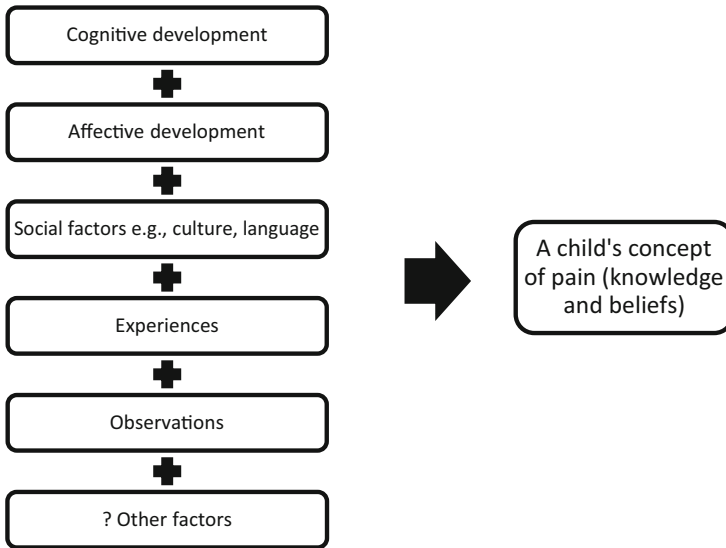 Cognitive development
Affective development
Social factors e.g., culture, language
Experiences
Observations
? Other factors
A child's concept
of pain (knowledge
and beliefs)